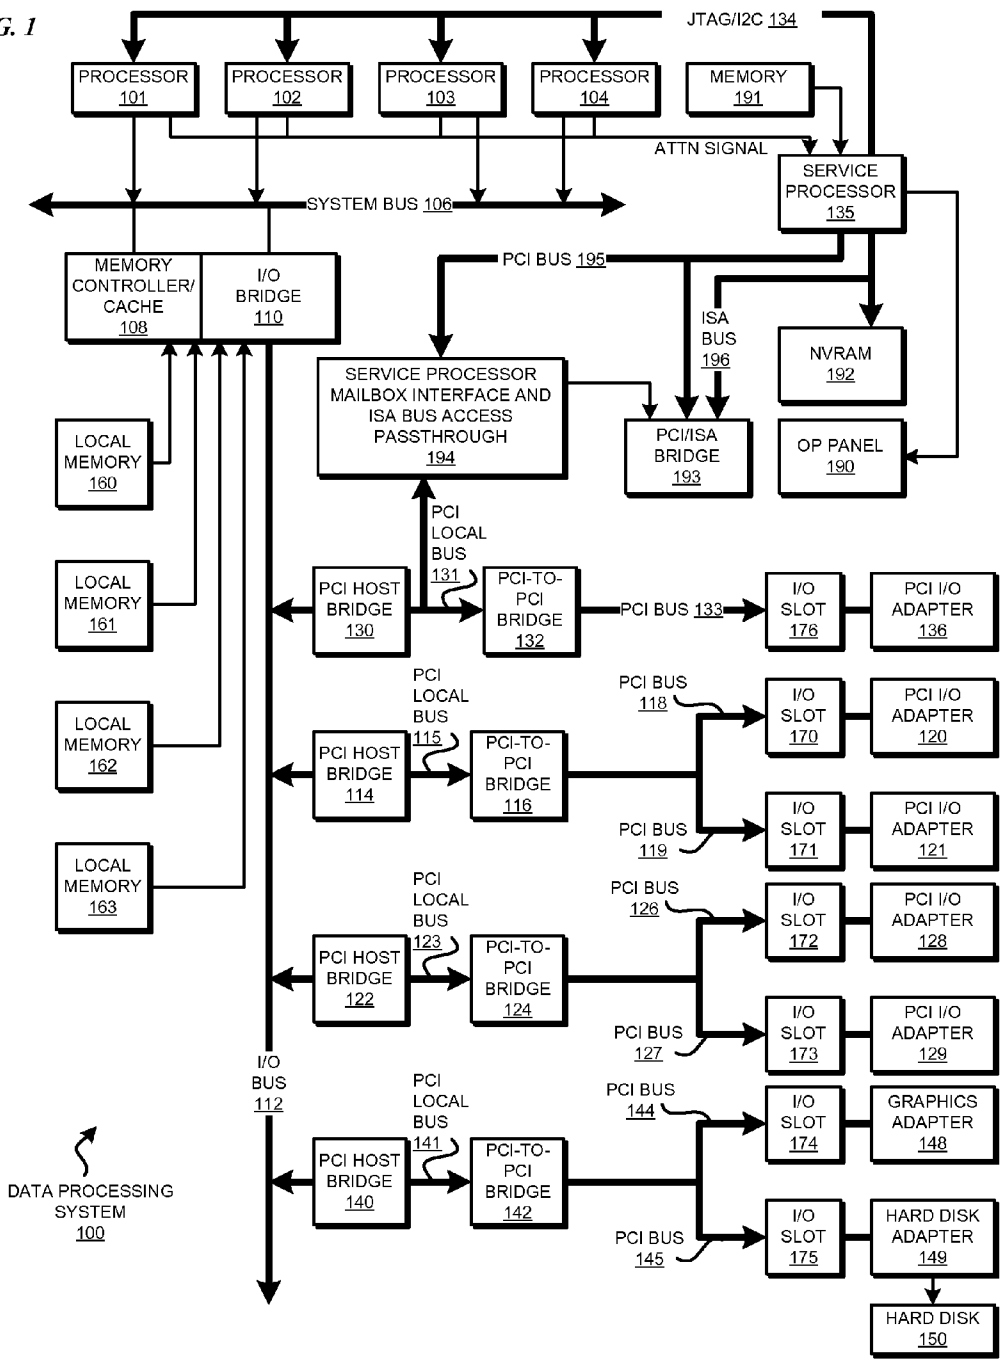 G. 1
JTAG/I2C 134
PROCESSOR
101
PROCESSOR
102
PROCESSOR
103
PROCESSOR
104
MEMORY
191
ATTN SIGNAL
SERVICE
PROCESSOR
135
SYSTEM BUS 106
MEMORY
CONTROLLER/
CACHE
108
I/O
BRIDGE
110
PCI BUS 195
ISA
BUS
196
NVRAM
192
SERVICE PROCESSOR
MAILBOX INTERFACE AND
ISA BUS ACCESS
PASSTHROUGH
194
PCI/ISA
BRIDGE
193
OP PANEL
190
LOCAL
MEMORY
160
LOCAL
MEMORY
161
LOCAL
MEMORY
162
LOCAL
MEMORY
163
PCI
LOCAL
BUS
131
PCI HOST
BRIDGE
130
PCI-TO-
PCI
BRIDGE
132
PCI BUS 133
I/O
SLOT
176
PCI I/O
ADAPTER
136
PCI
LOCAL
BUS
115
PCI HOST
BRIDGE
114
PCI-TO-
PCI
BRIDGE
116
PCI BUS
118
I/O
SLOT
170
PCI I/O
ADAPTER
120
PCI BUS
119
I/O
SLOT
171
PCI I/O
ADAPTER
121
PCI
LOCAL
BUS
123
PCI HOST
BRIDGE
122
PCI-TO-
PCI
BRIDGE
124
PCI BUS
126
I/O
SLOT
172
PCI I/O
ADAPTER
128
PCI BUS
127
I/O
SLOT
173
PCI I/O
ADAPTER
129
I/O
BUS
112
PCI
LOCAL
BUS
141
PCI HOST
BRIDGE
140
PCI-TO-
PCI
BRIDGE
142
PCI BUS
144
I/O
SLOT
174
GRAPHICS
ADAPTER
148
PCI BUS
145
I/O
SLOT
175
HARD DISK
ADAPTER
149
HARD DISK
150
DATA PROCESSING
SYSTEM
100